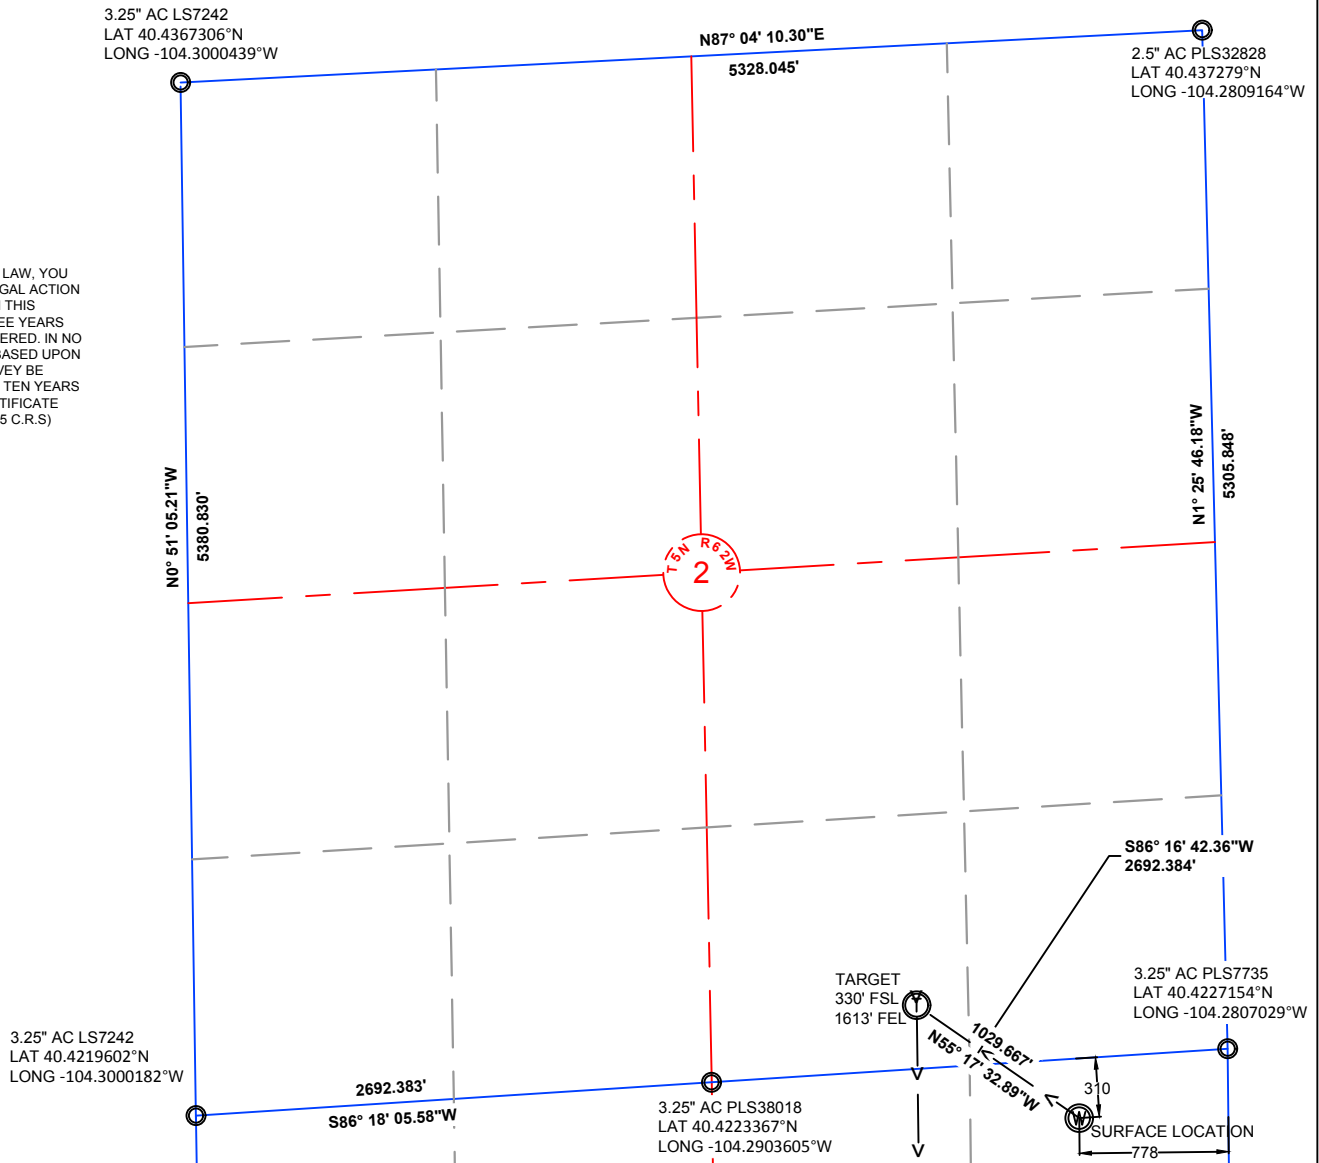 3.25" AC LS7242
LAT 40.4367306°N
LONG -104.3000439°W
N87° 04' 10.30"E
5328.045'
2.5" AC PLS32828
LAT 40.437279°N
LONG -104.2809164°W
LAW, YOU
GAL ACTION
THIS
EE YEARS
ERED. IN NO
BASED UPON
VEY BE
TEN YEARS
TIFICATE
5 C.R.S)
N0° 51' 05.21"W
5380.830'
N1° 25' 46.18"W
5305.848'
T5N R62W
2
S86° 16' 42.36"W
2692.384'
TARGET
330' FSL
1613' FEL
3.25" AC PLS7735
LAT 40.4227154°N
LONG -104.2807029°W
1029.667'
N55° 17' 32.89"W
3.25" AC LS7242
LAT 40.4219602°N
LONG -104.3000182°W
2692.383'
S86° 18' 05.58"W
3.25" AC PLS38018
LAT 40.4223367°N
LONG -104.2903605°W
310
SURFACE LOCATION
778